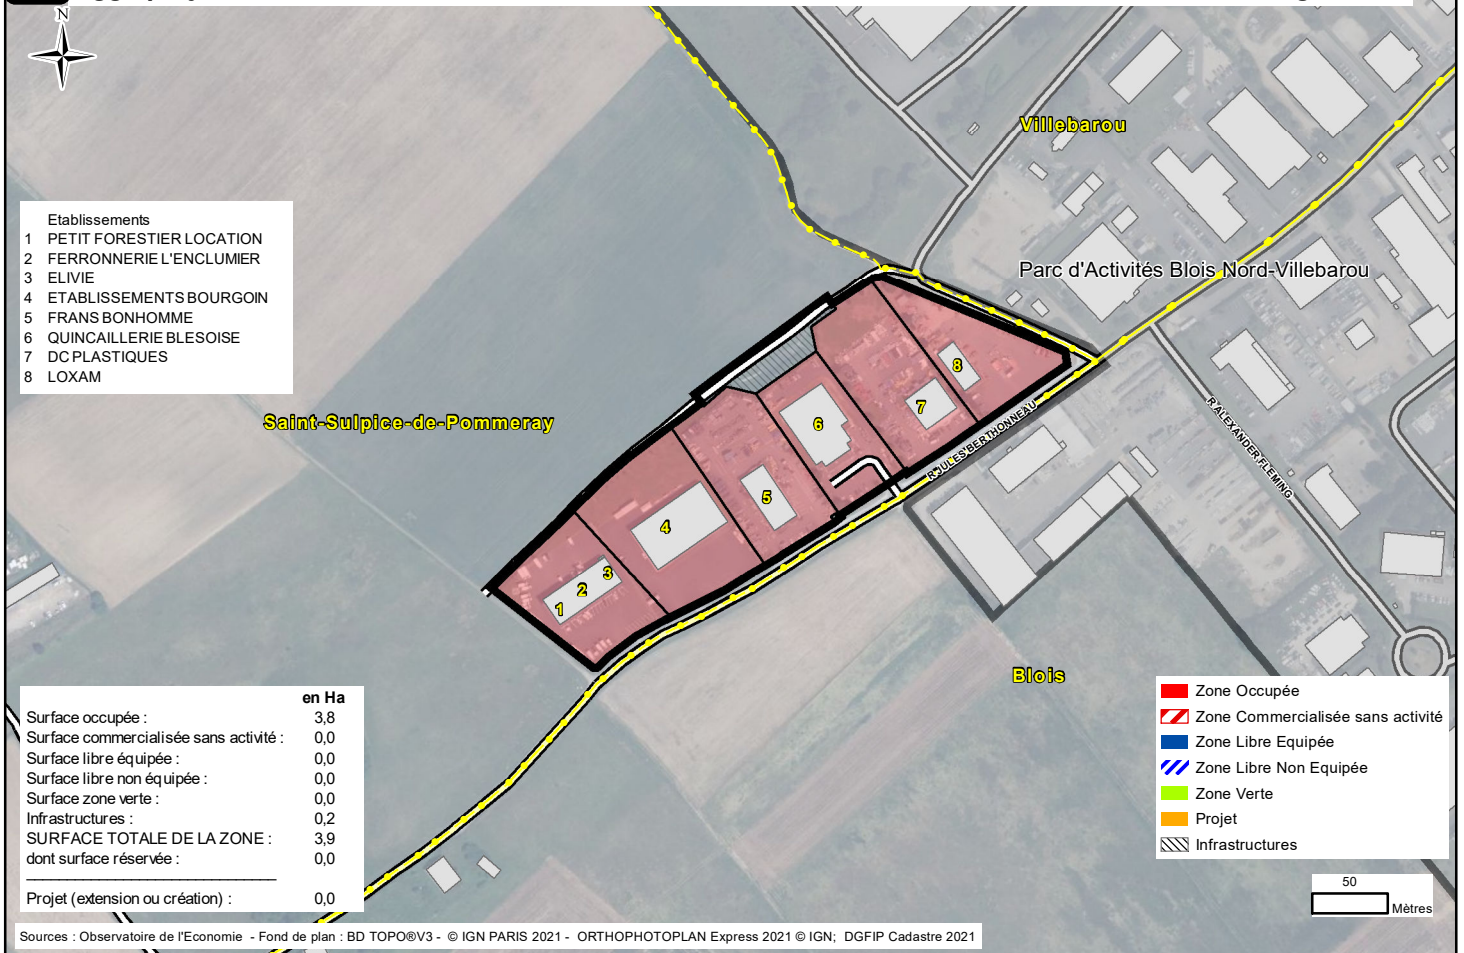 N
Villebarou
Etablissements
1 PETIT FORESTIER LOCATION
2 FERRONNERIE L'ENCLUMIER
3 ELIVIE
4 ETABLISSEMENTS BOURGOIN
5 FRANS BONHOMME
6 QUINCAILLERIE BLESOISE
7 DC PLASTIQUES
8 LOXAM
Parc d'Activités Blois Nord-Villebarou
Saint-Sulpice-de-Pommeray
8
7
6
5
4
3
2
1
R JULES BERTHONNEAU
R ALEXANDER FLEMING
Blois
en Ha
Surface occupée : 3,8
Surface commercialisée sans activité : 0,0
Surface libre équipée : 0,0
Surface libre non équipée : 0,0
Surface zone verte : 0,0
Infrastructures : 0,2
SURFACE TOTALE DE LA ZONE : 3,9
dont surface réservée : 0,0
Projet (extension ou création) : 0,0
Zone Occupée
Zone Commercialisée sans activité
Zone Libre Equipée
Zone Libre Non Equipée
Zone Verte
Projet
Infrastructures
50
Mètres
Sources : Observatoire de l'Economie - Fond de plan : BD TOPO®V3 - © IGN PARIS 2021 - ORTHOPHOTOPLAN Express 2021 © IGN; DGFIP Cadastre 2021